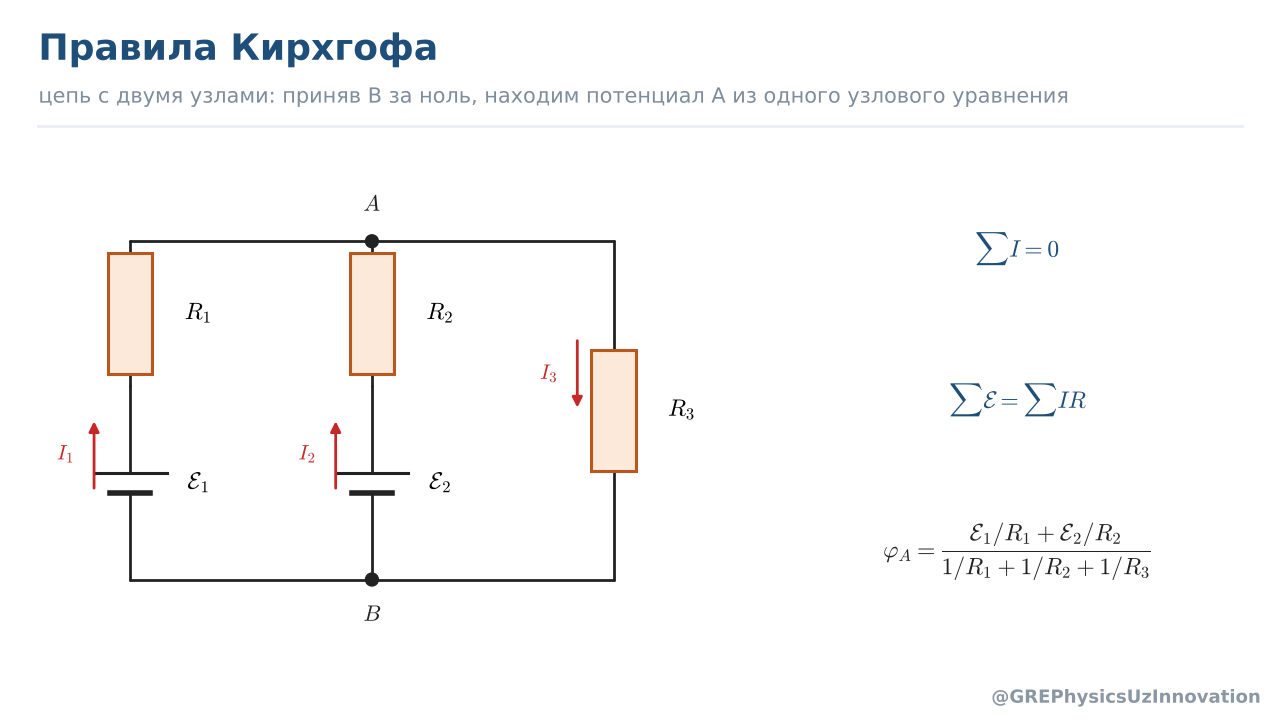 Правила Кирхгофа
цепь с двумя узлами: приняв B за ноль, находим потенциал A из одного узлового уравнения
A
R₁
R₂
I₃
R₃
I₁
ℰ₁
I₂
ℰ₂
B
∑I = 0
∑ℰ = ∑IR
φ_A = (ℰ₁/R₁ + ℰ₂/R₂) / (1/R₁ + 1/R₂ + 1/R₃)
@GREPhysicsUzInnovation